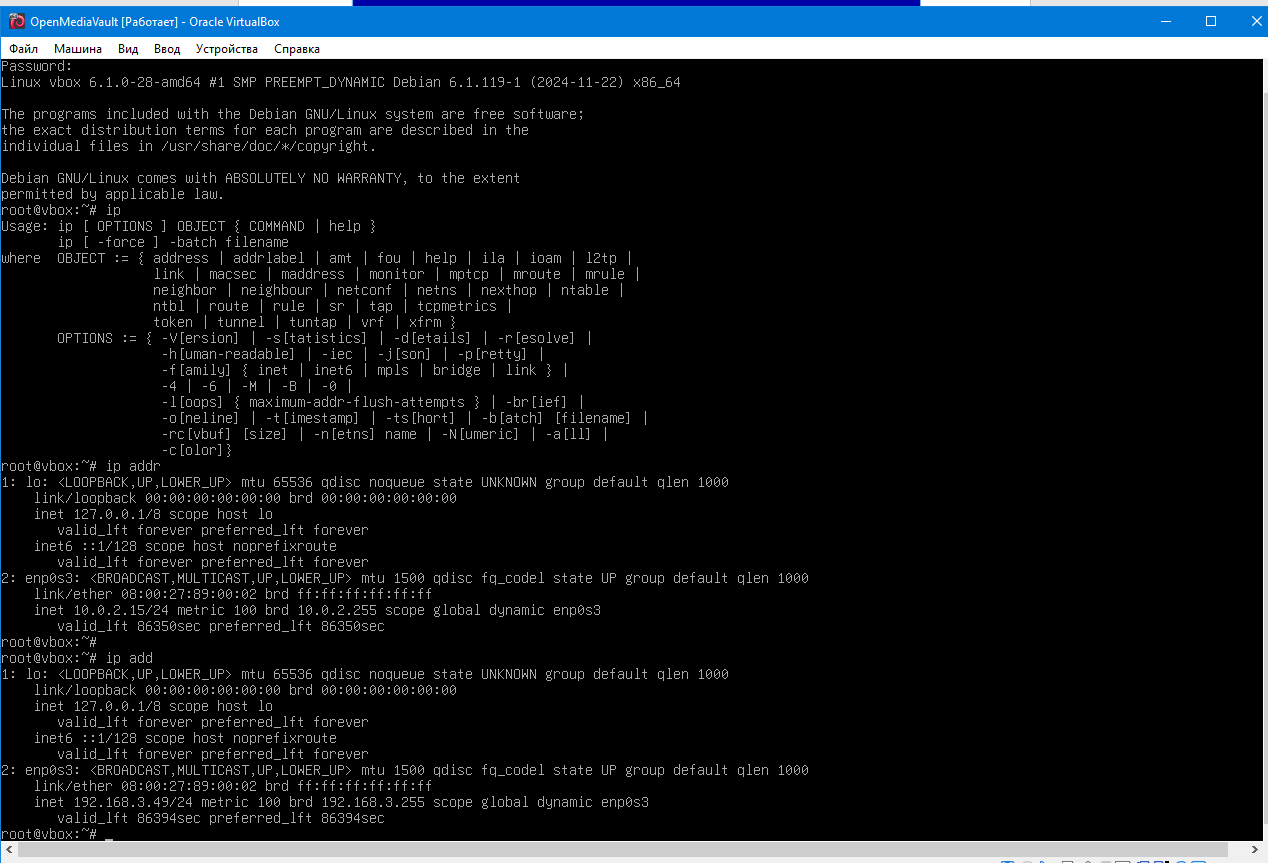 OpenMediaVault [Работает] - Oracle VirtualBox
Файл Машина Вид Ввод Устройства Справка
Password:
Linux vbox 6.1.0-28-amd64 #1 SMP PREEMPT_DYNAMIC Debian 6.1.119-1 (2024-11-22) x86_64
The programs included with the Debian GNU/Linux system are free software;
the exact distribution terms for each program are described in the
individual files in /usr/share/doc/*/copyright.
Debian GNU/Linux comes with ABSOLUTELY NO WARRANTY, to the extent
permitted by applicable law.
root@vbox:~# ip
Usage: ip [ OPTIONS ] OBJECT { COMMAND | help }
       ip [ -force ] -batch filename
where  OBJECT := { address | addrlabel | amt | fou | help | ila | ioam | l2tp |
                   link | macsec | maddress | monitor | mptcp | mroute | mrule |
                   neighbor | neighbour | netconf | netns | nexthop | ntable |
                   ntbl | route | rule | sr | tap | tcpmetrics |
                   token | tunnel | tuntap | vrf | xfrm }
       OPTIONS := { -V[ersion] | -s[tatistics] | -d[etails] | -r[esolve] |
                    -h[uman-readable] | -iec | -j[son] | -p[retty] |
                    -f[amily] { inet | inet6 | mpls | bridge | link } |
                    -4 | -6 | -M | -B | -0 |
                    -l[oops] { maximum-addr-flush-attempts } | -br[ief] |
                    -o[neline] | -t[imestamp] | -ts[hort] | -b[atch] [filename] |
                    -rc[vbuf] [size] | -n[etns] name | -N[umeric] | -a[ll] |
                    -c[olor]}
root@vbox:~# ip addr
1: lo: <LOOPBACK,UP,LOWER_UP> mtu 65536 qdisc noqueue state UNKNOWN group default qlen 1000
    link/loopback 00:00:00:00:00:00 brd 00:00:00:00:00:00
    inet 127.0.0.1/8 scope host lo
       valid_lft forever preferred_lft forever
    inet6 ::1/128 scope host noprefixroute
       valid_lft forever preferred_lft forever
2: enp0s3: <BROADCAST,MULTICAST,UP,LOWER_UP> mtu 1500 qdisc fq_codel state UP group default qlen 1000
    link/ether 08:00:27:89:00:02 brd ff:ff:ff:ff:ff:ff
    inet 10.0.2.15/24 metric 100 brd 10.0.2.255 scope global dynamic enp0s3
       valid_lft 86350sec preferred_lft 86350sec
root@vbox:~#
root@vbox:~# ip add
1: lo: <LOOPBACK,UP,LOWER_UP> mtu 65536 qdisc noqueue state UNKNOWN group default qlen 1000
    link/loopback 00:00:00:00:00:00 brd 00:00:00:00:00:00
    inet 127.0.0.1/8 scope host lo
       valid_lft forever preferred_lft forever
    inet6 ::1/128 scope host noprefixroute
       valid_lft forever preferred_lft forever
2: enp0s3: <BROADCAST,MULTICAST,UP,LOWER_UP> mtu 1500 qdisc fq_codel state UP group default qlen 1000
    link/ether 08:00:27:89:00:02 brd ff:ff:ff:ff:ff:ff
    inet 192.168.3.49/24 metric 100 brd 192.168.3.255 scope global dynamic enp0s3
       valid_lft 86394sec preferred_lft 86394sec
root@vbox:~# _